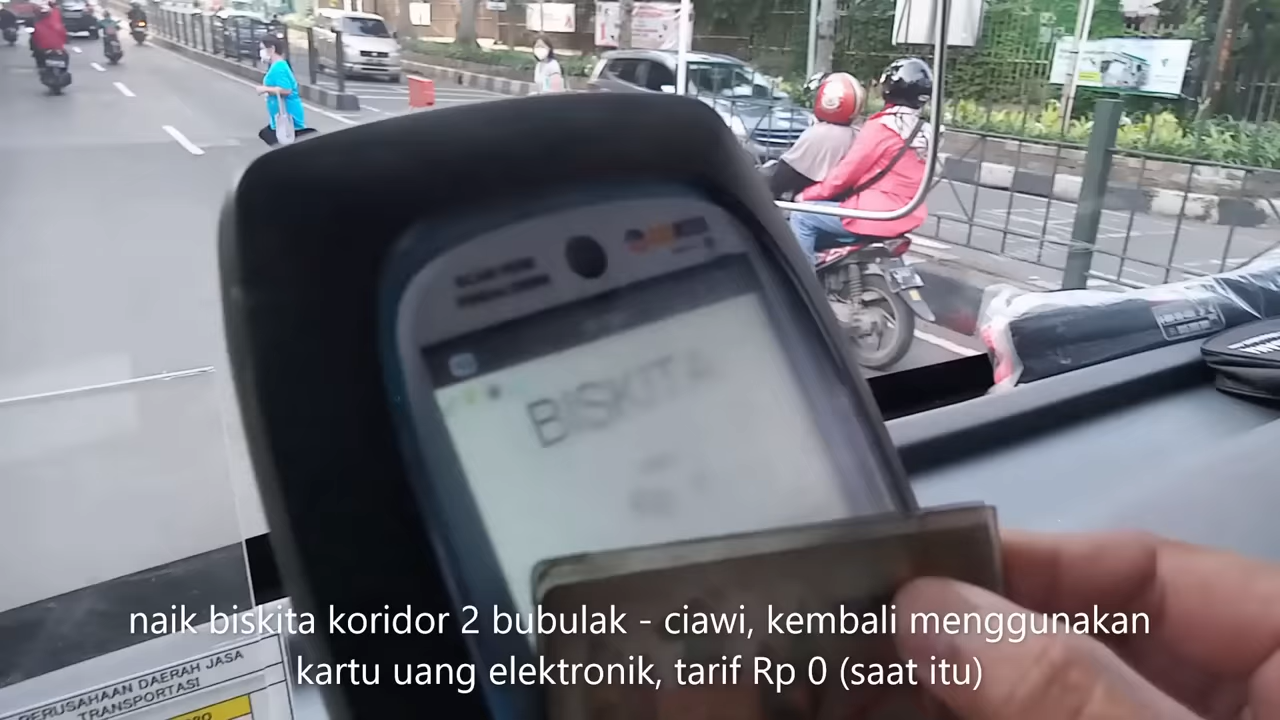 BISKITA
naik biskita koridor 2 bubulak - ciawi, kembali menggunakan
kartu uang elektronik, tarif Rp 0 (saat itu)
PERUSAHAAN DAERAH JASA
TRANSPORTASI